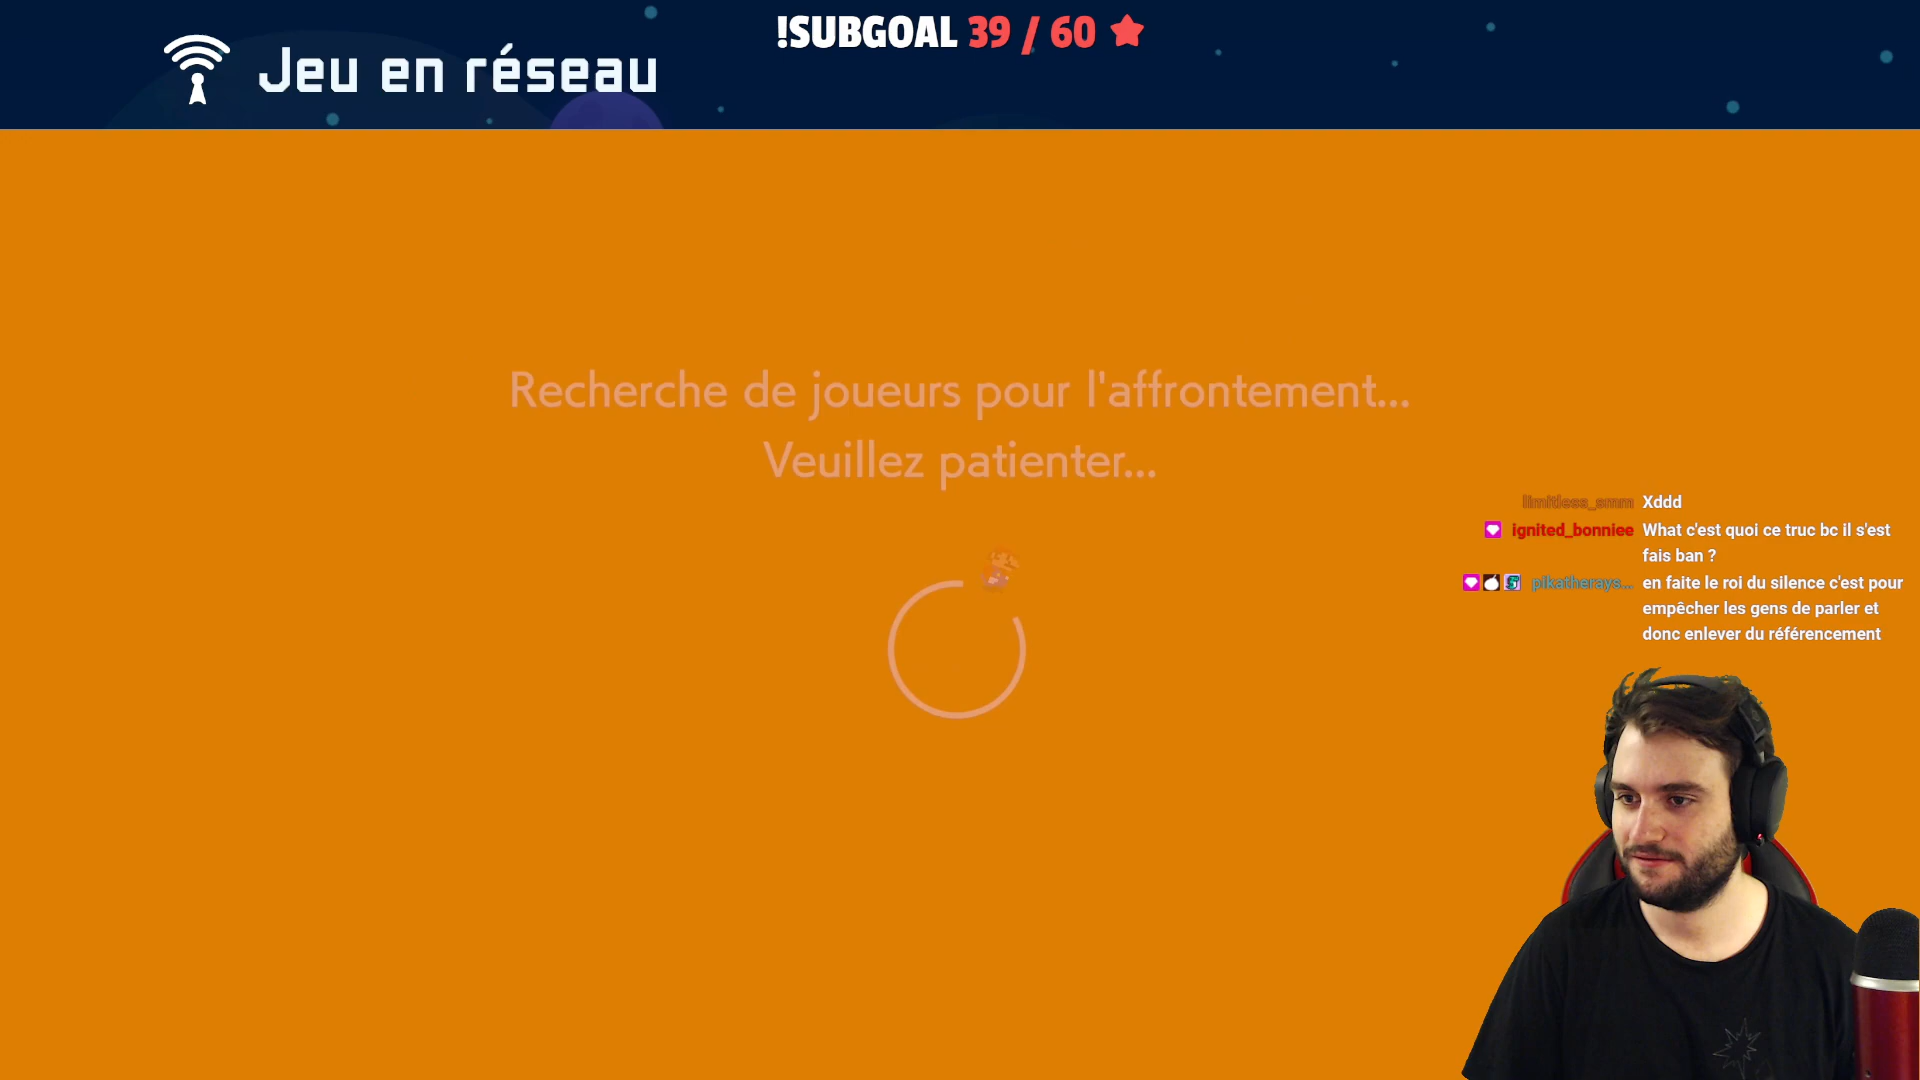 !SUBGOAL 39 / 60
Jeu en réseau
Recherche de joueurs pour l'affrontement...
Veuillez patienter...
limitless_smm Xddd
ignited_bonniee What c'est quoi ce truc bc il s'est
fais ban ?
pikatherays... en faite le roi du silence c'est pour
empêcher les gens de parler et
donc enlever du référencement